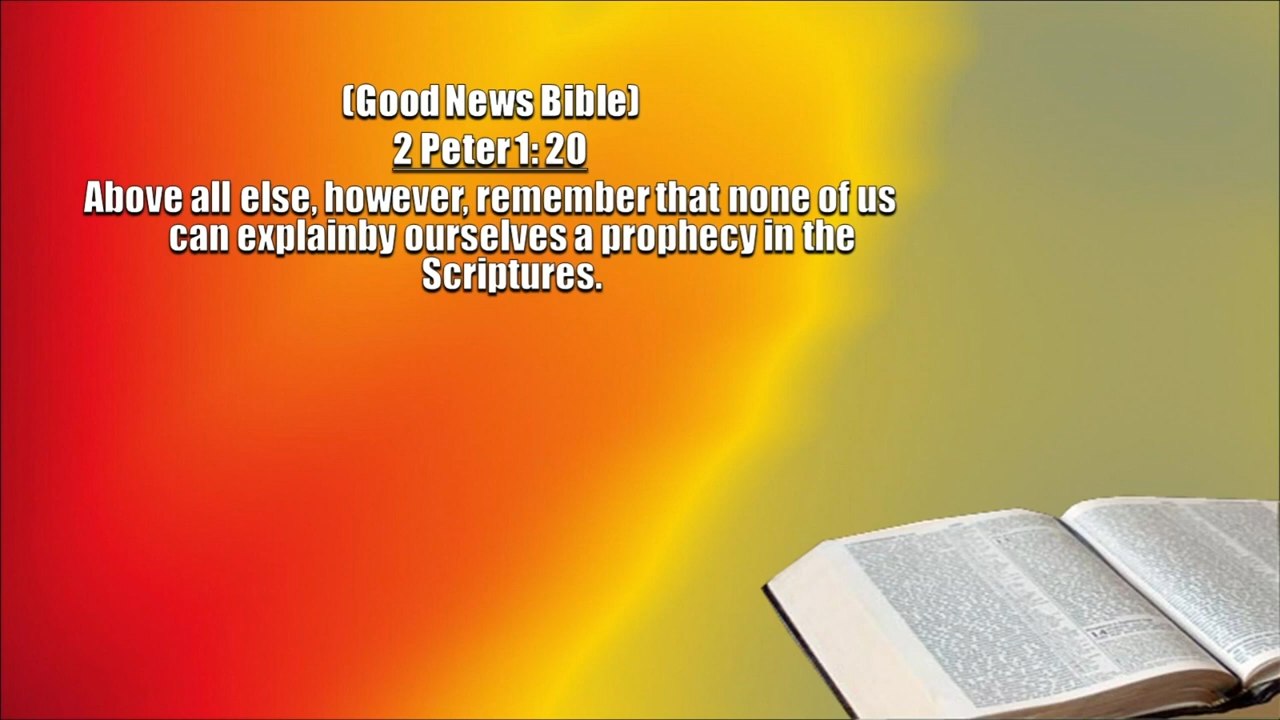 (Good News Bible)
2 Peter 1: 20
Above all else, however, remember that none of us
can explainby ourselves a prophecy in the
Scriptures.
14